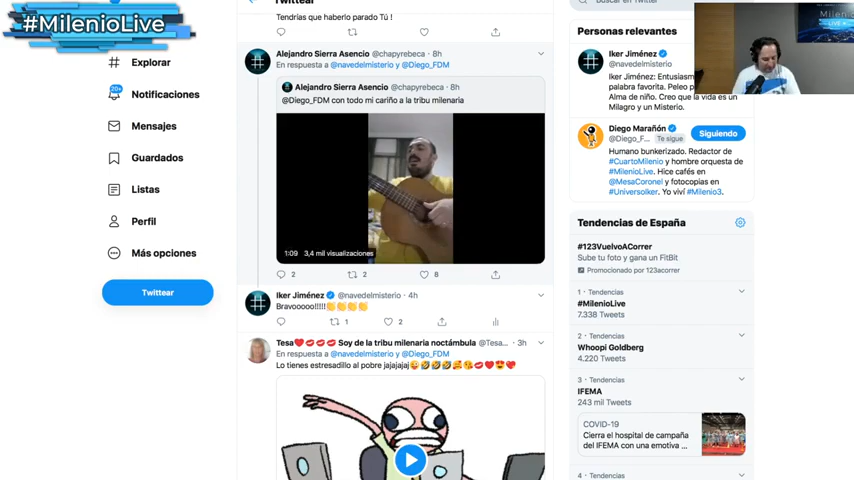 #MilenioLive
Explorar
20+
Notificaciones
Mensajes
Guardados
Listas
Perfil
Más opciones
Twittear
Tendrías que haberlo parado Tú !
Alejandro Sierra Asencio @chapyrebeca · 8h
En respuesta a @navedelmisterio y @Diego_FDM
Alejandro Sierra Asencio @chapyrebeca · 8h
@Diego_FDM con todo mi cariño a la tribu milenaria
1:09 3,4 mil visualizaciones
2 2 8
Iker Jiménez @navedelmisterio · 4h
Bravooooo!!!!!👏👏👏👏
1 2
Tesa❤️💋💋💋 Soy de la tribu milenaria noctámbula @Tesa... · 3h
En respuesta a @navedelmisterio y @Diego_FDM
Lo tienes estresadillo al pobre jajajajaj
Buscar en Twitter
Personas relevantes
Iker Jiménez
@navedelmisterio
Iker Jiménez: Entusiasm
palabra favorita. Peleo p
Alma de niño. Creo que la vida es un
Milagro y un Misterio.
Diego Marañón
@Diego_F... Te sigue
Siguiendo
Humano bunkerizado. Redactor de
#CuartoMilenio y hombre orquesta de
#MilenioLive. Hice cafés en
@MesaCoronel y fotocopias en
#UniversoIker. Yo viví #Milenio3.
Tendencias de España
#123VuelvoACorrer
Sube tu foto y gana un FitBit
Promocionado por 123acorrer
1 · Tendencias
#MilenioLive
7.338 Tweets
2 · Tendencias
Whoopi Goldberg
4.220 Tweets
3 · Tendencias
IFEMA
243 mil Tweets
COVID-19
Cierra el hospital de campaña
del IFEMA con una emotiva ...
4 · Tendencias
Milenio
LIVE